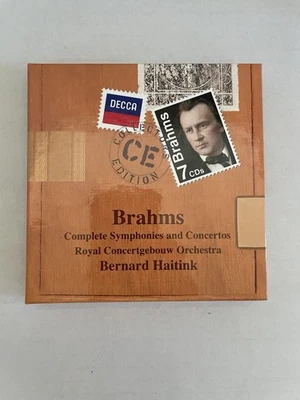 DECCA
COLLECTORS
CE
EDITION
Brahms
7 CDs
Brahms
Complete Symphonies and Concertos
Royal Concertgebouw Orchestra
Bernard Haitink